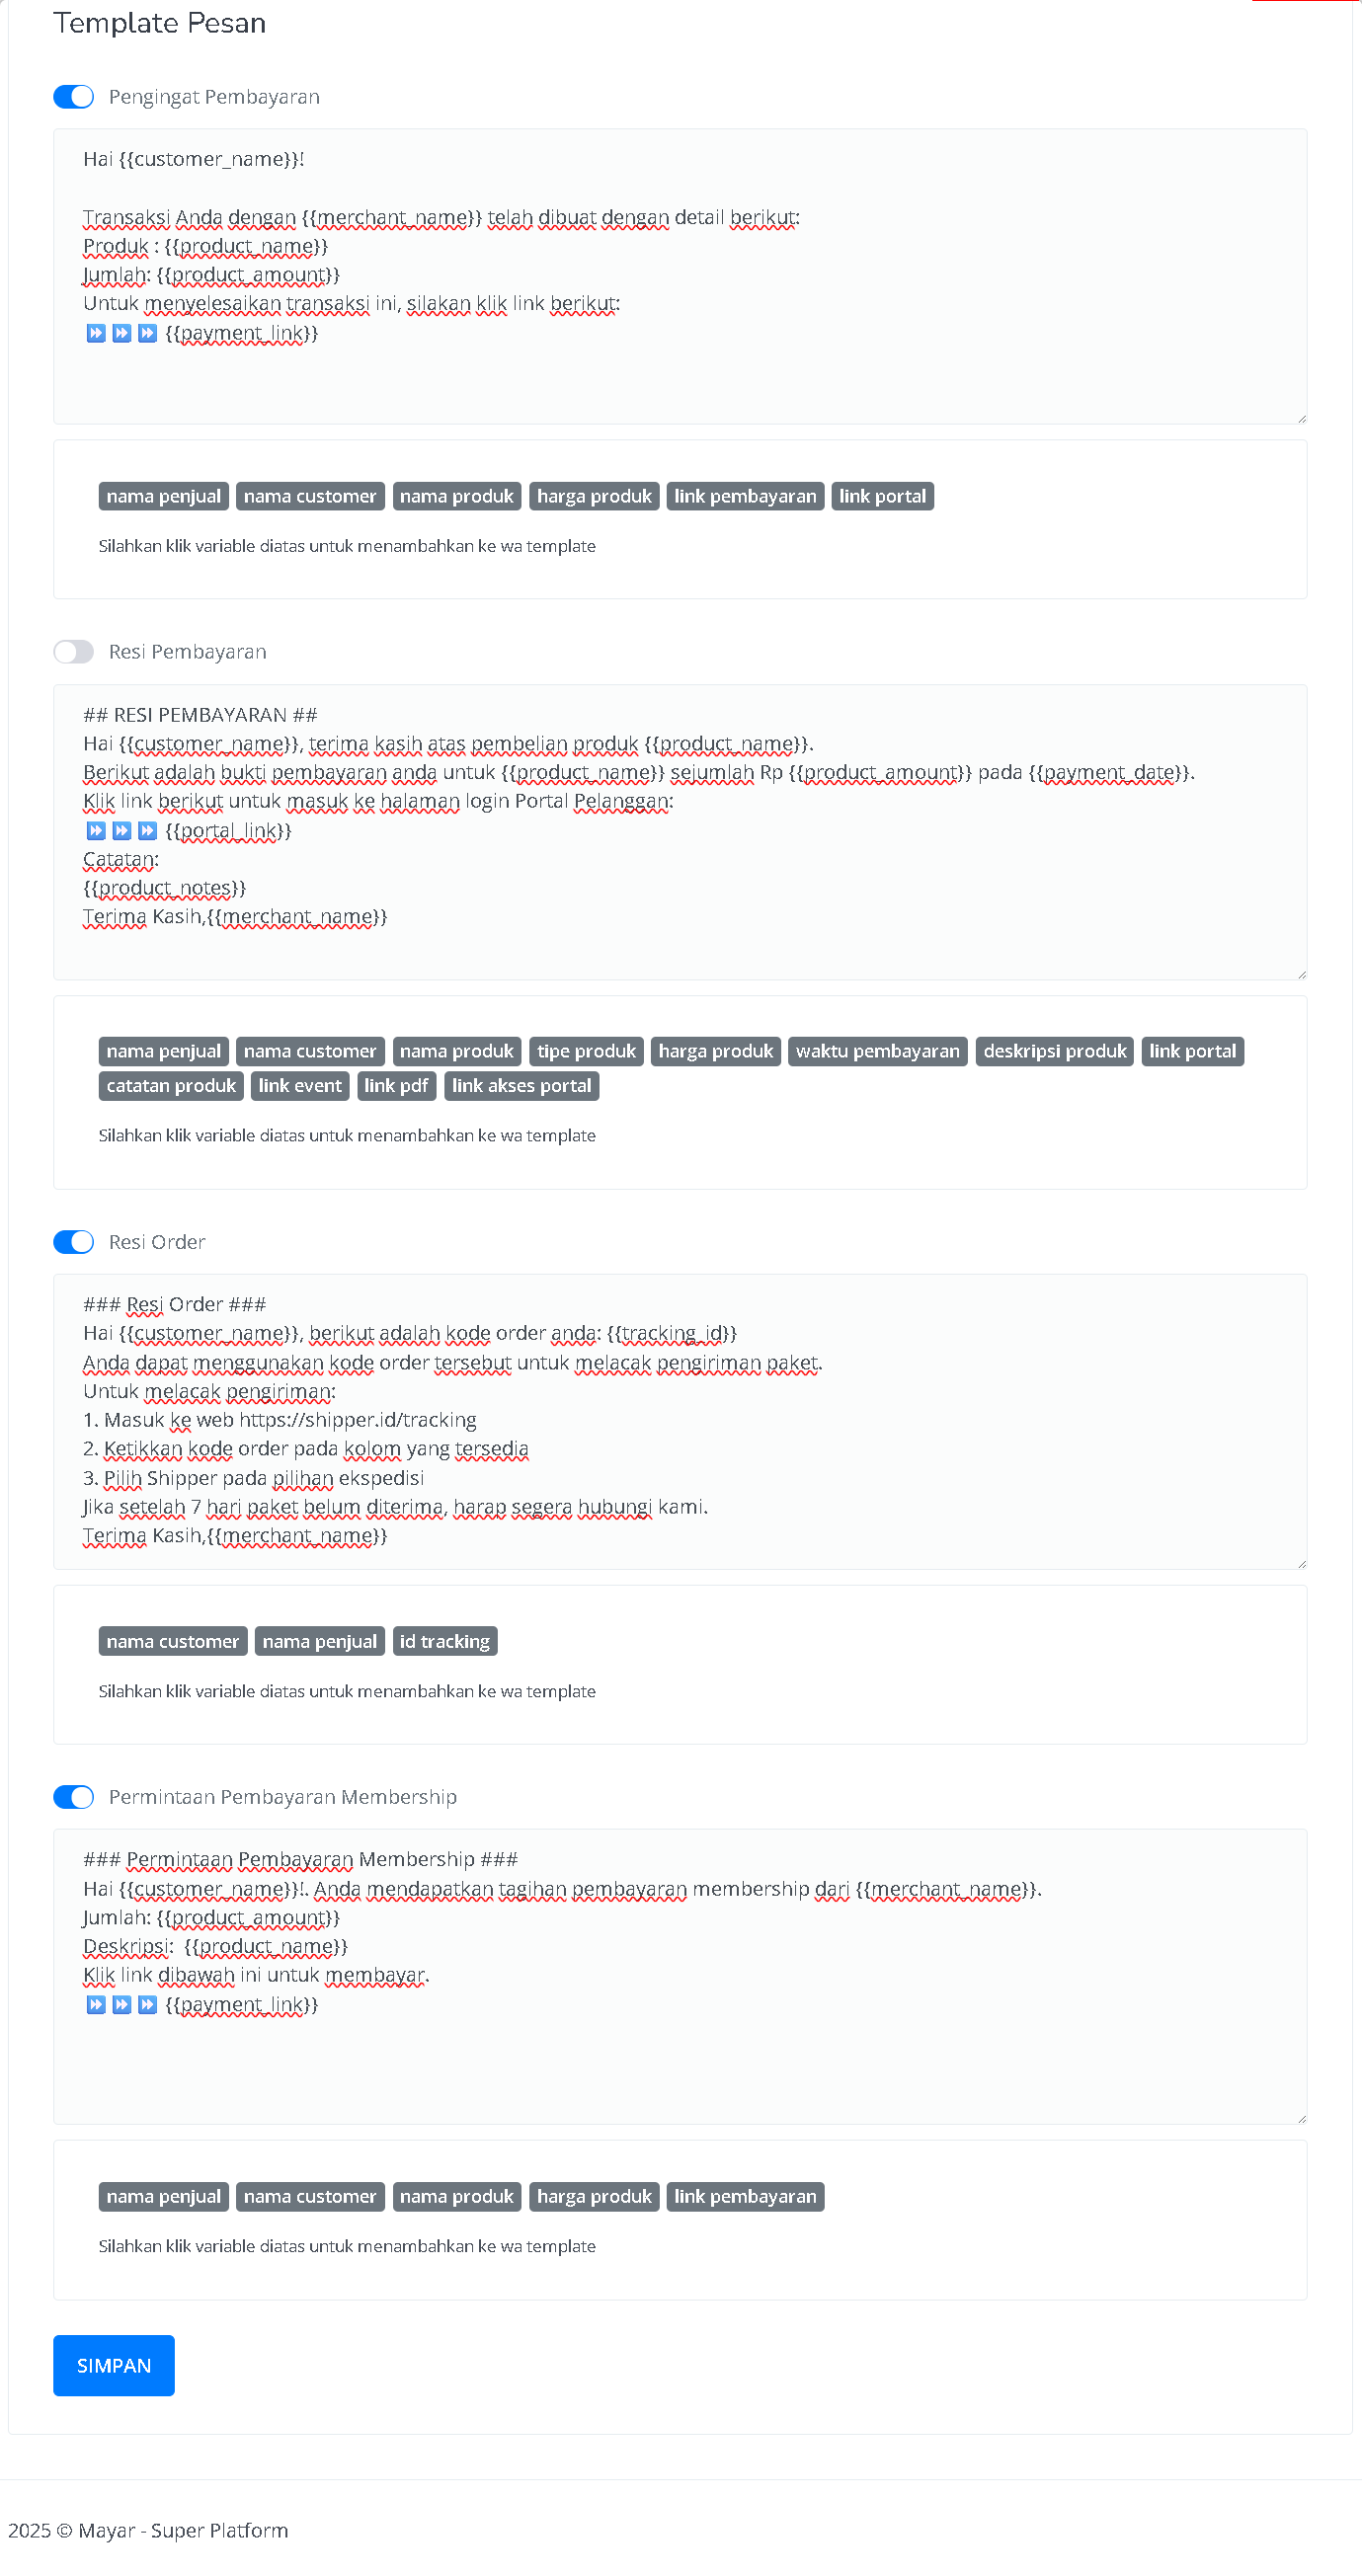 Template Pesan
Pengingat Pembayaran
Hai {{customer_name}}!
Transaksi Anda dengan {{merchant_name}} telah dibuat dengan detail berikut:
Produk : {{product_name}}
Jumlah: {{product_amount}}
Untuk menyelesaikan transaksi ini, silakan klik link berikut:
⏩ ⏩ ⏩ {{payment_link}}
nama penjual nama customer nama produk harga produk link pembayaran link portal
Silahkan klik variable diatas untuk menambahkan ke wa template
Resi Pembayaran
## RESI PEMBAYARAN ##
Hai {{customer_name}}, terima kasih atas pembelian produk {{product_name}}.
Berikut adalah bukti pembayaran anda untuk {{product_name}} sejumlah Rp {{product_amount}} pada {{payment_date}}.
Klik link berikut untuk masuk ke halaman login Portal Pelanggan:
⏩ ⏩ ⏩ {{portal_link}}
Catatan:
{{product_notes}}
Terima Kasih,{{merchant_name}}
nama penjual nama customer nama produk tipe produk harga produk waktu pembayaran deskripsi produk link portal
catatan produk link event link pdf link akses portal
Silahkan klik variable diatas untuk menambahkan ke wa template
Resi Order
### Resi Order ###
Hai {{customer_name}}, berikut adalah kode order anda: {{tracking_id}}
Anda dapat menggunakan kode order tersebut untuk melacak pengiriman paket.
Untuk melacak pengiriman:
1. Masuk ke web https://shipper.id/tracking
2. Ketikkan kode order pada kolom yang tersedia
3. Pilih Shipper pada pilihan ekspedisi
Jika setelah 7 hari paket belum diterima, harap segera hubungi kami.
Terima Kasih,{{merchant_name}}
nama customer nama penjual id tracking
Silahkan klik variable diatas untuk menambahkan ke wa template
Permintaan Pembayaran Membership
### Permintaan Pembayaran Membership ###
Hai {{customer_name}}!. Anda mendapatkan tagihan pembayaran membership dari {{merchant_name}}.
Jumlah: {{product_amount}}
Deskripsi:  {{product_name}}
Klik link dibawah ini untuk membayar.
⏩ ⏩ ⏩ {{payment_link}}
nama penjual nama customer nama produk harga produk link pembayaran
Silahkan klik variable diatas untuk menambahkan ke wa template
SIMPAN
2025 © Mayar - Super Platform